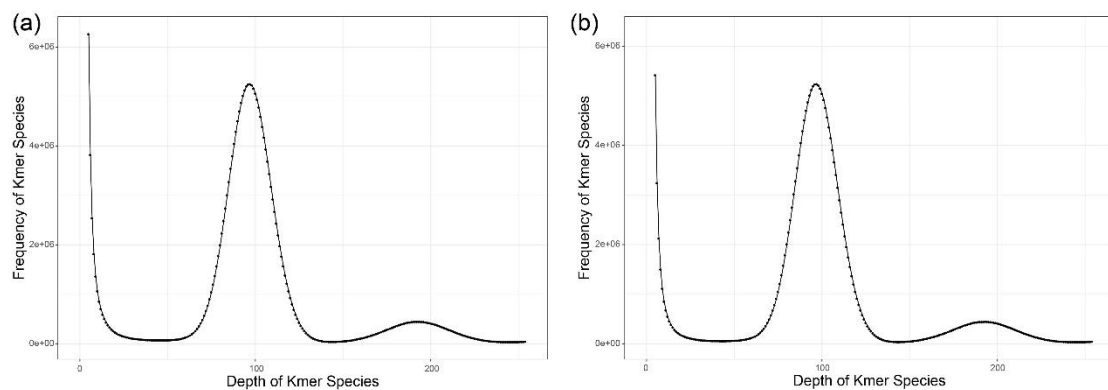 (a)
Frequency of Kmer Species
6e+06
4e+06
2e+06
0e+00
0
100
200
Depth of Kmer Species
(b)
Frequency of Kmer Species
6e+06
4e+06
2e+06
0e+00
0
100
200
Depth of Kmer Species